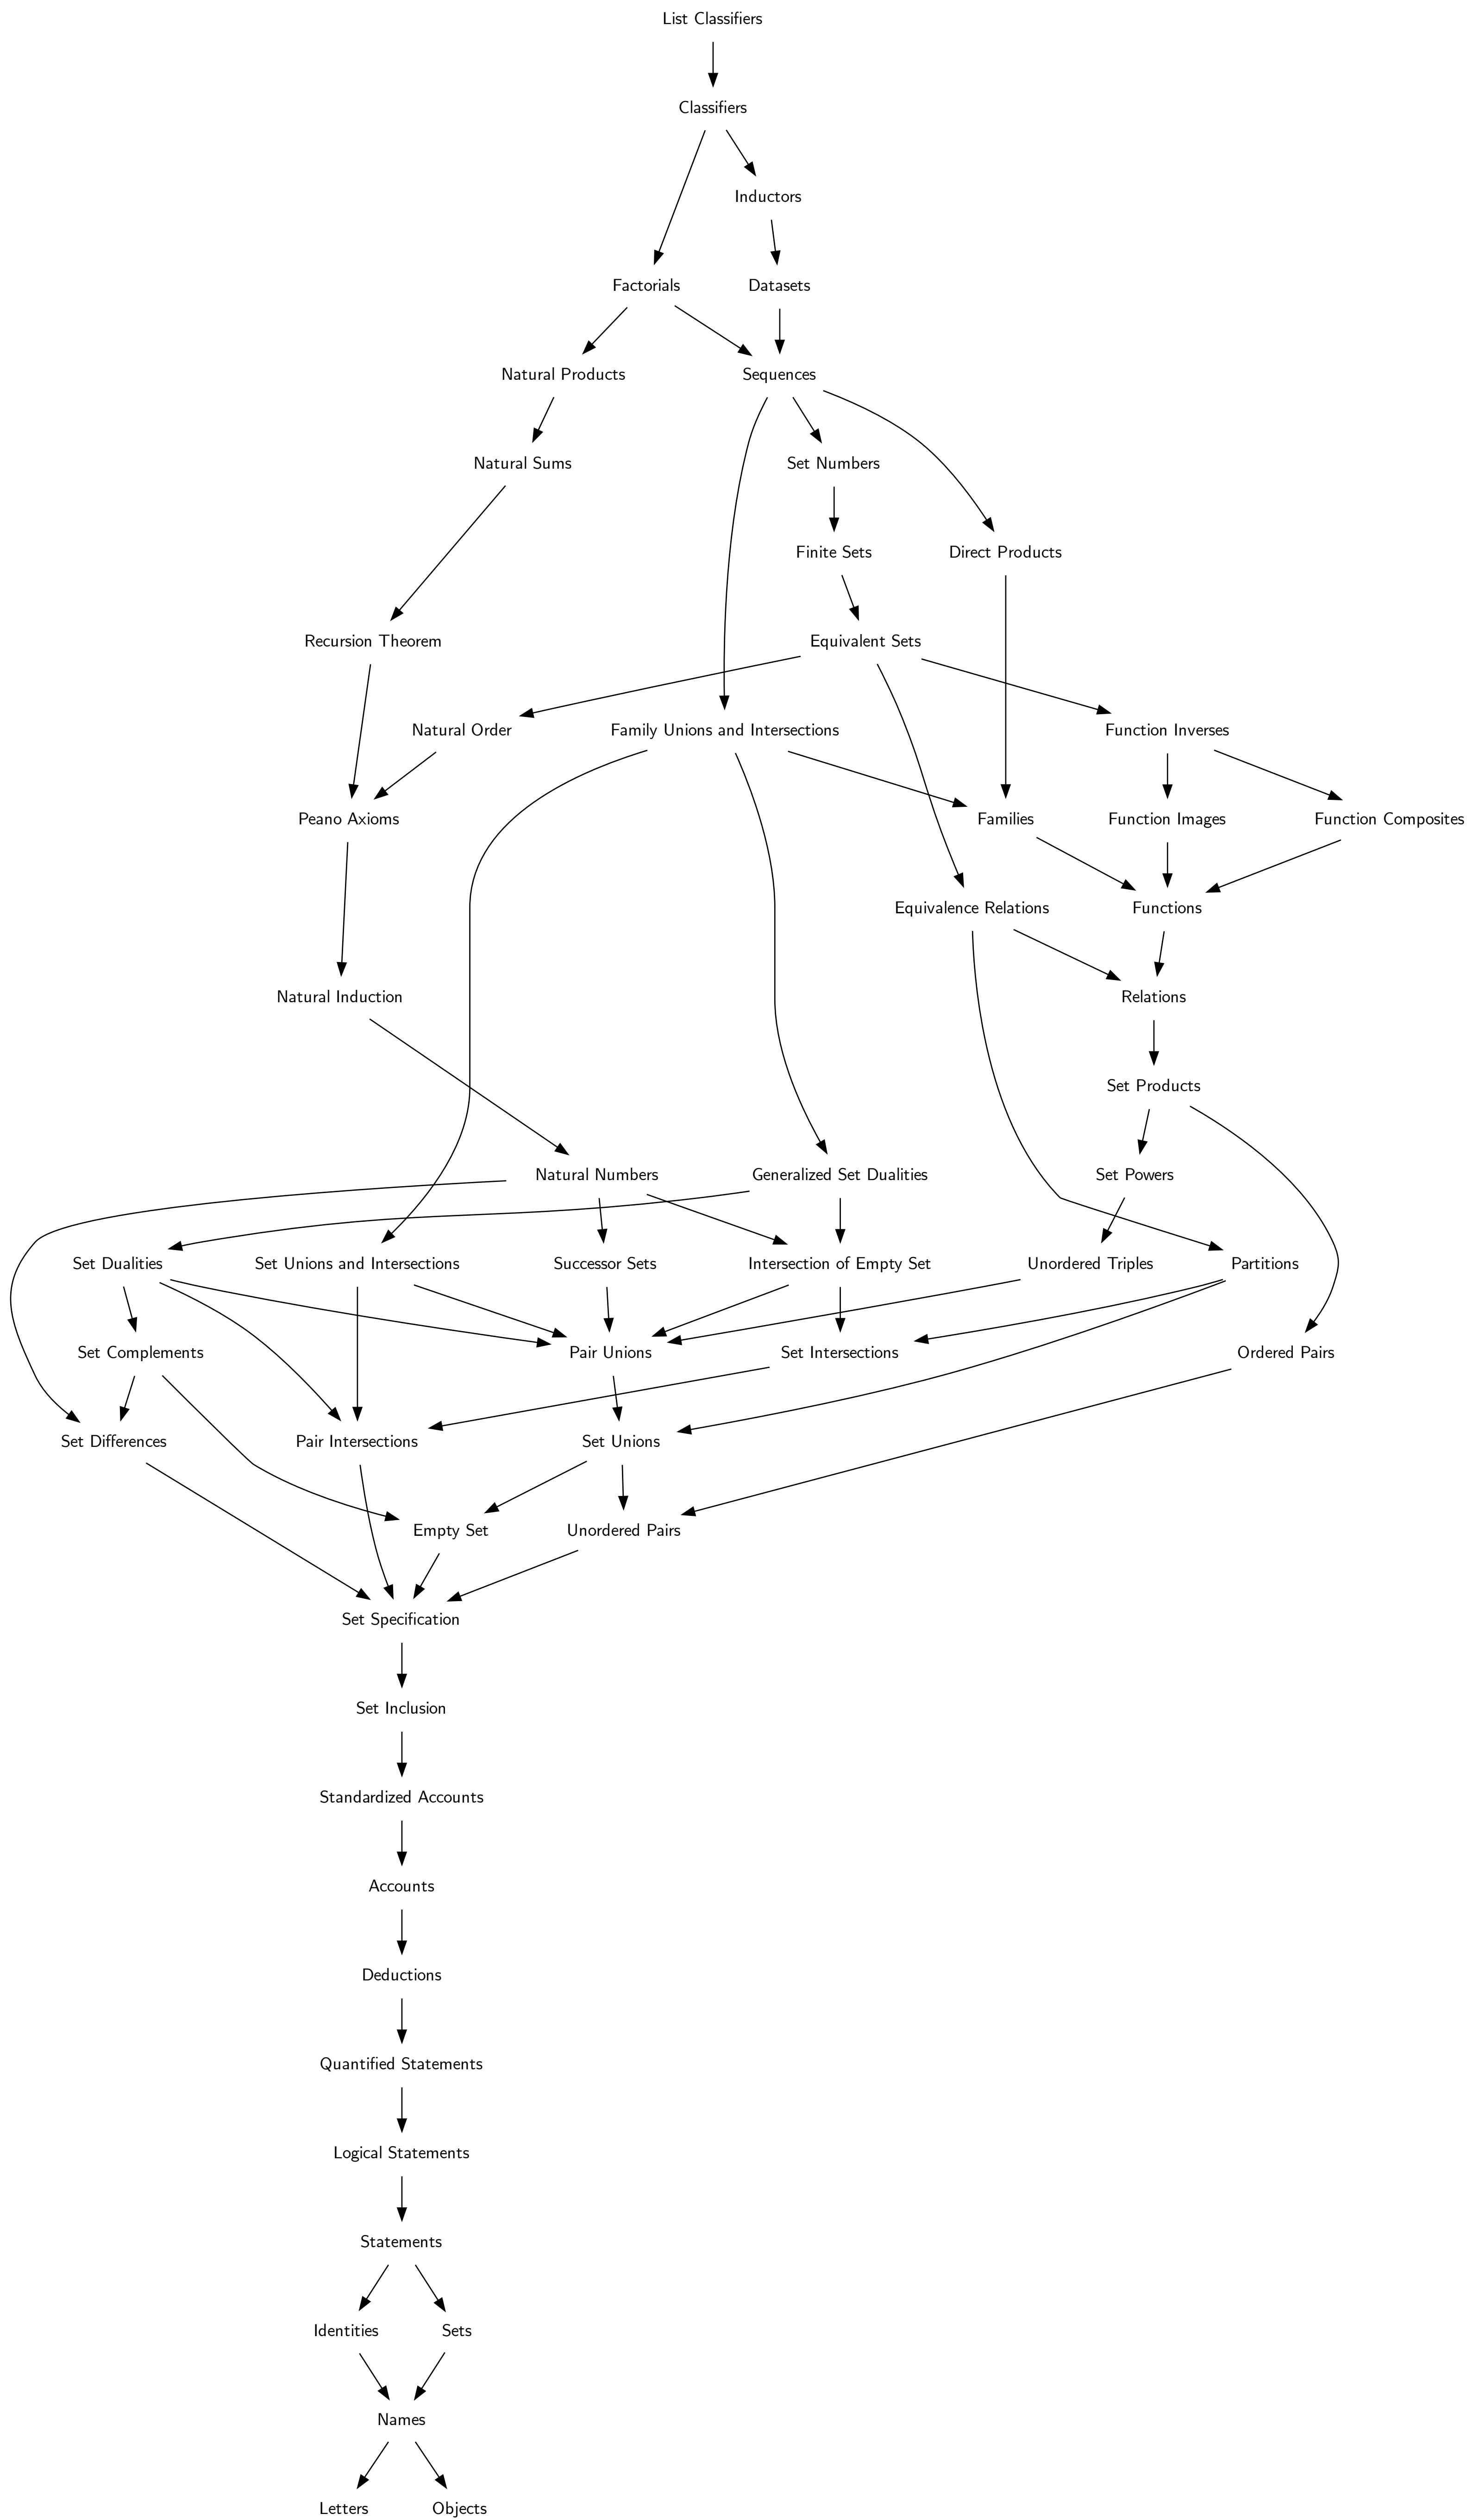 List Classifiers
Classifiers
Inductors
Factorials
Datasets
Natural Products
Sequences
Natural Sums
Set Numbers
Finite Sets
Direct Products
Recursion Theorem
Equivalent Sets
Natural Order
Family Unions and Intersections
Function Inverses
Peano Axioms
Families
Function Images
Function Composites
Equivalence Relations
Functions
Natural Induction
Relations
Set Products
Natural Numbers
Generalized Set Dualities
Set Powers
Set Dualities
Set Unions and Intersections
Successor Sets
Intersection of Empty Set
Unordered Triples
Partitions
Set Complements
Pair Unions
Set Intersections
Ordered Pairs
Set Differences
Pair Intersections
Set Unions
Empty Set
Unordered Pairs
Set Specification
Set Inclusion
Standardized Accounts
Accounts
Deductions
Quantified Statements
Logical Statements
Statements
Identities
Sets
Names
Letters
Objects